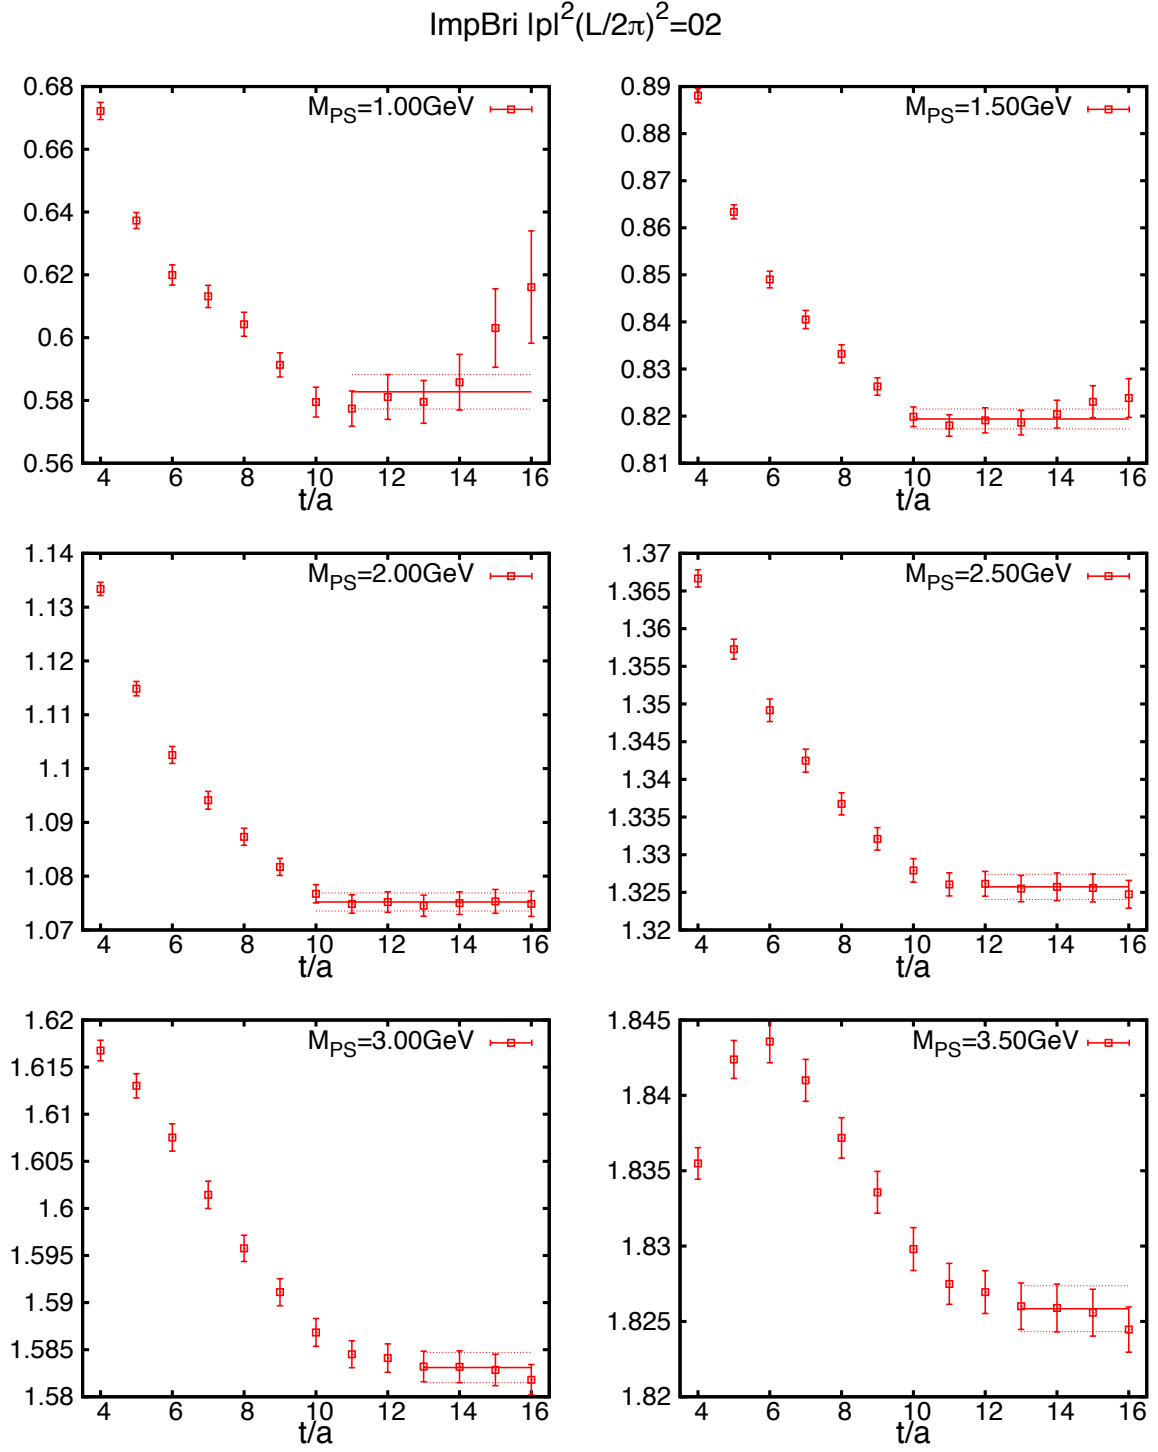 ImpBri |p|²(L/2π)²=02
M_PS=1.00GeV
0.68
0.66
0.64
0.62
0.6
0.58
0.56
4 6 8 10 12 14 16
t/a
M_PS=1.50GeV
0.89
0.88
0.87
0.86
0.85
0.84
0.83
0.82
0.81
4 6 8 10 12 14 16
t/a
M_PS=2.00GeV
1.14
1.13
1.12
1.11
1.1
1.09
1.08
1.07
4 6 8 10 12 14 16
t/a
M_PS=2.50GeV
1.37
1.365
1.36
1.355
1.35
1.345
1.34
1.335
1.33
1.325
1.32
4 6 8 10 12 14 16
t/a
M_PS=3.00GeV
1.62
1.615
1.61
1.605
1.6
1.595
1.59
1.585
1.58
4 6 8 10 12 14 16
t/a
M_PS=3.50GeV
1.845
1.84
1.835
1.83
1.825
1.82
4 6 8 10 12 14 16
t/a